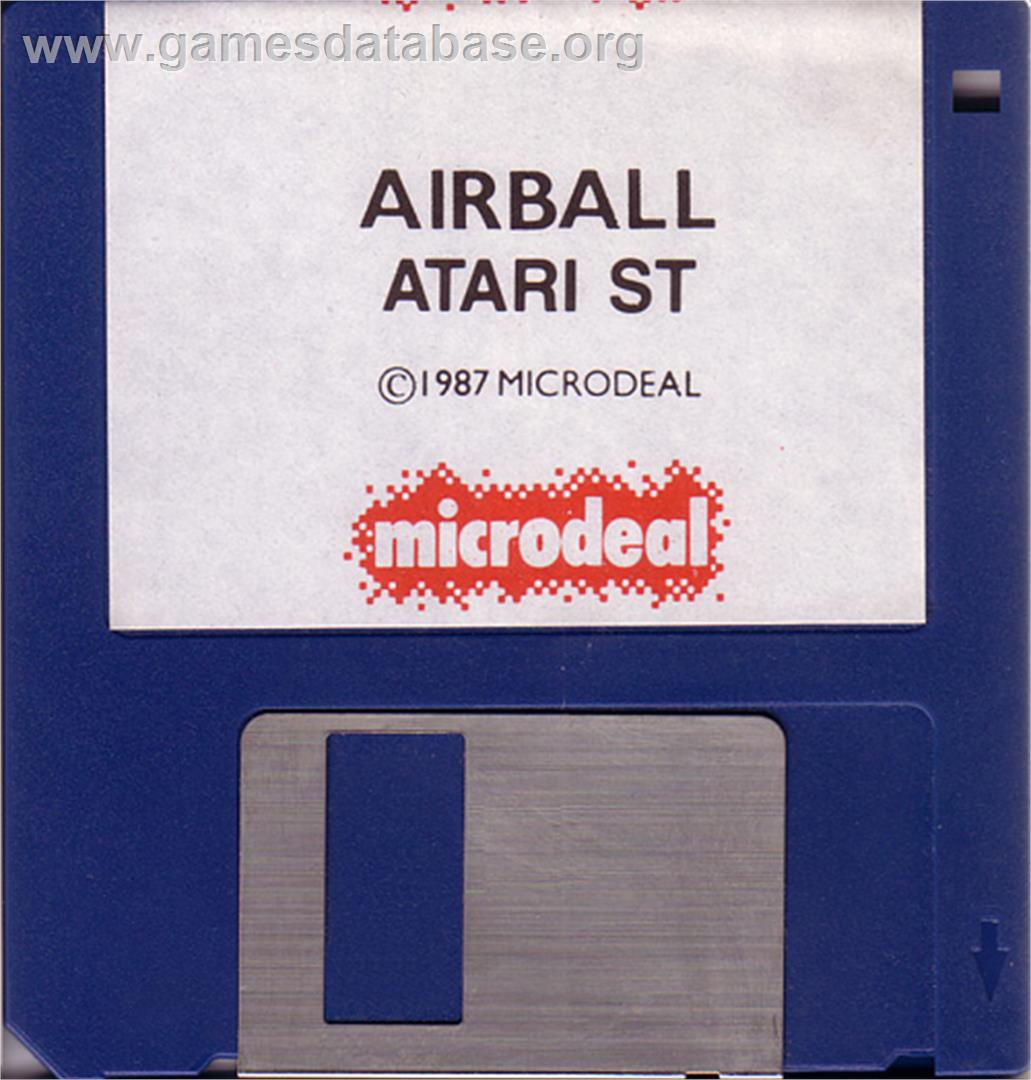 www.gamesdatabase.org
AIRBALL
ATARI ST
©1987 MICRODEAL
microdeal